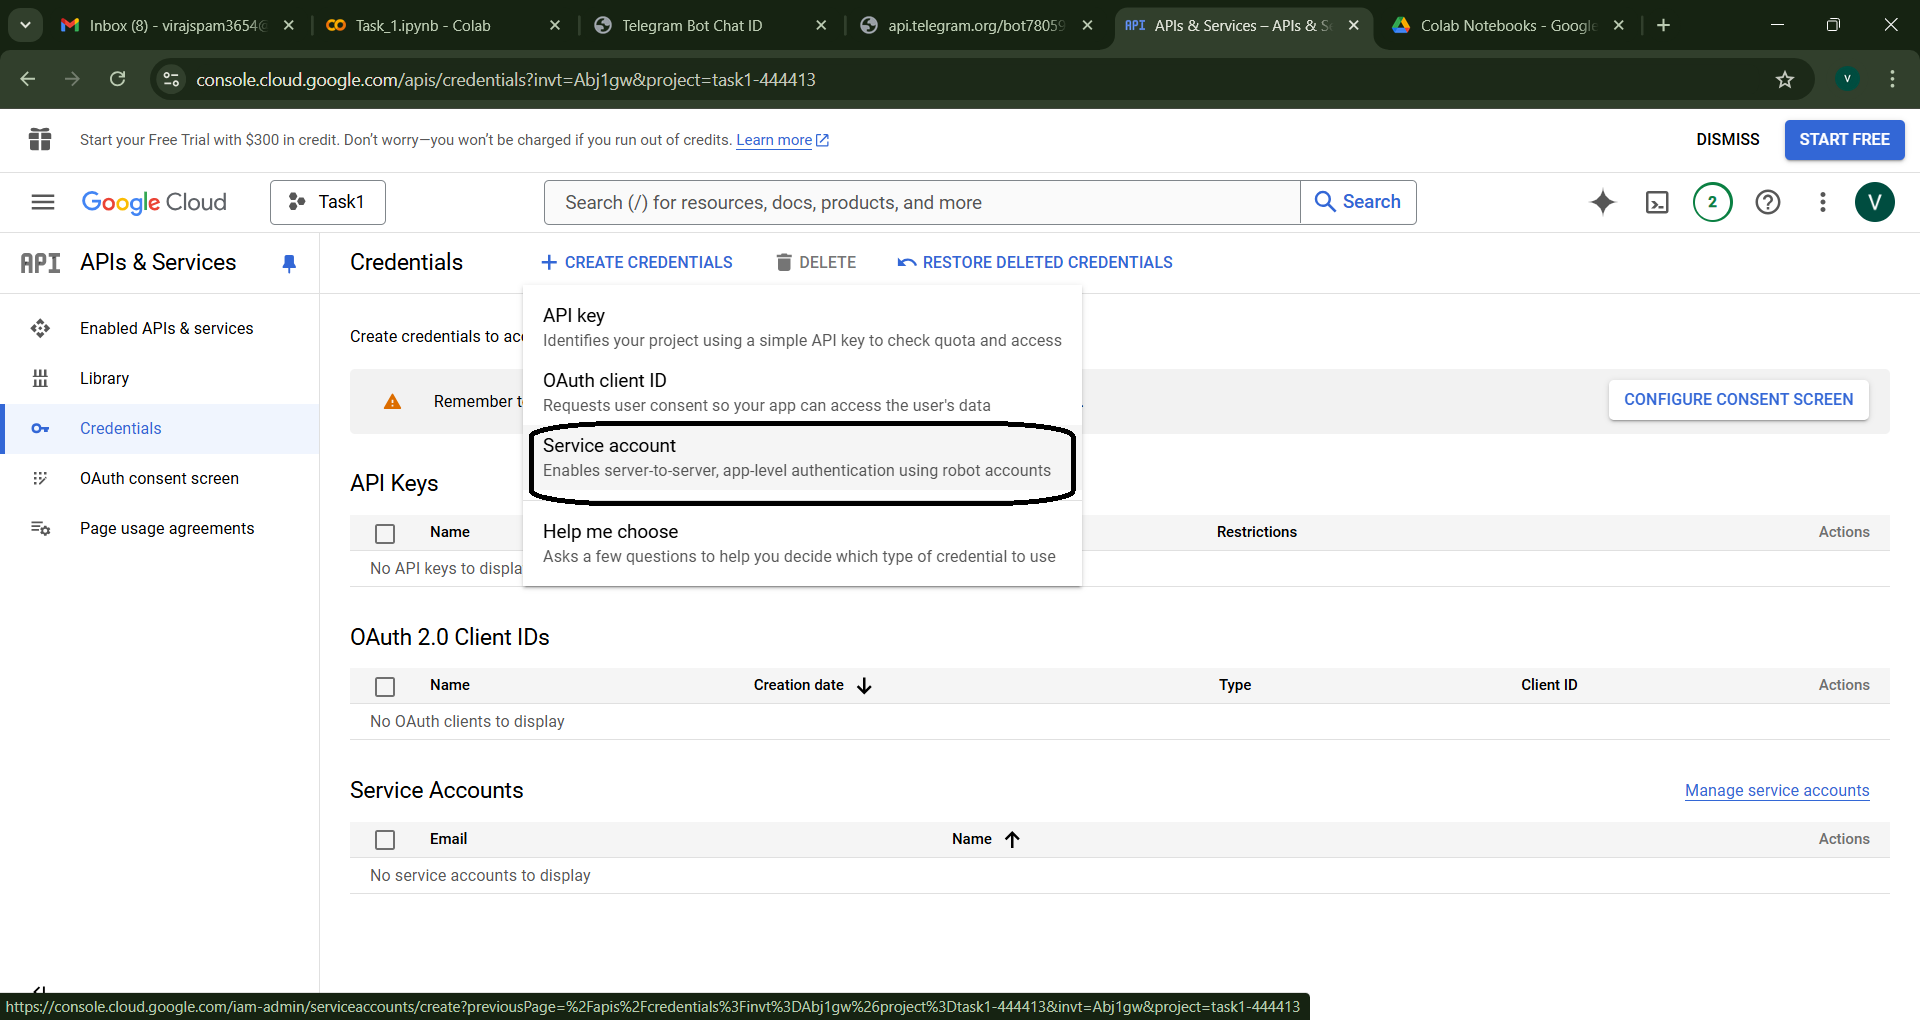 Inbox (8) - virajspam3654@
Task_1.ipynb - Colab
Telegram Bot Chat ID
api.telegram.org/bot78059
API APIs & Services – APIs & Se
Colab Notebooks - Google
console.cloud.google.com/apis/credentials?invt=Abj1gw&project=task1-444413
V
Start your Free Trial with $300 in credit. Don't worry—you won't be charged if you run out of credits. Learn more
DISMISS
START FREE
Google Cloud
Task1
Search (/) for resources, docs, products, and more
Search
2
V
API APIs & Services
Credentials
CREATE CREDENTIALS
DELETE
RESTORE DELETED CREDENTIALS
Enabled APIs & services
Library
Credentials
OAuth consent screen
Page usage agreements
Create credentials to acc
Remember t
CONFIGURE CONSENT SCREEN
API key
Identifies your project using a simple API key to check quota and access
OAuth client ID
Requests user consent so your app can access the user's data
Service account
Enables server-to-server, app-level authentication using robot accounts
Help me choose
Asks a few questions to help you decide which type of credential to use
API Keys
Name
Restrictions
Actions
No API keys to displa
OAuth 2.0 Client IDs
Name
Creation date
Type
Client ID
Actions
No OAuth clients to display
Service Accounts
Manage service accounts
Email
Name
Actions
No service accounts to display
https://console.cloud.google.com/iam-admin/serviceaccounts/create?previousPage=%2Fapis%2Fcredentials%3Finvt%3DAbj1gw%26project%3Dtask1-444413&invt=Abj1gw&project=task1-444413